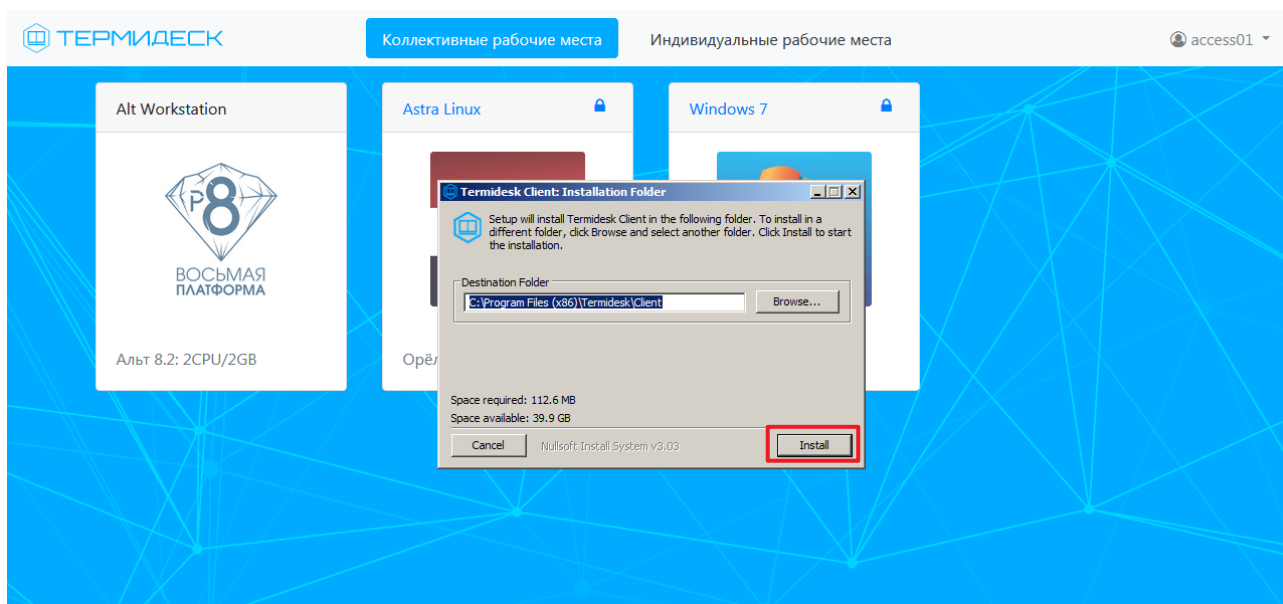 ТЕРМИДЕСК
Коллективные рабочие места
Индивидуальные рабочие места
access01
Alt Workstation
Astra Linux
Windows 7
P8
ВОСЬМАЯ
ПЛАТФОРМА
Альт 8.2: 2CPU/2GB
Орёл
Termidesk Client: Installation Folder
Setup will install Termidesk Client in the following folder. To install in a
different folder, click Browse and select another folder. Click Install to start
the installation.
Destination Folder
C:\Program Files (x86)\Termidesk\Client
Browse...
Space required: 112.6 MB
Space available: 39.9 GB
Cancel
Nullsoft Install System v3.03
Install